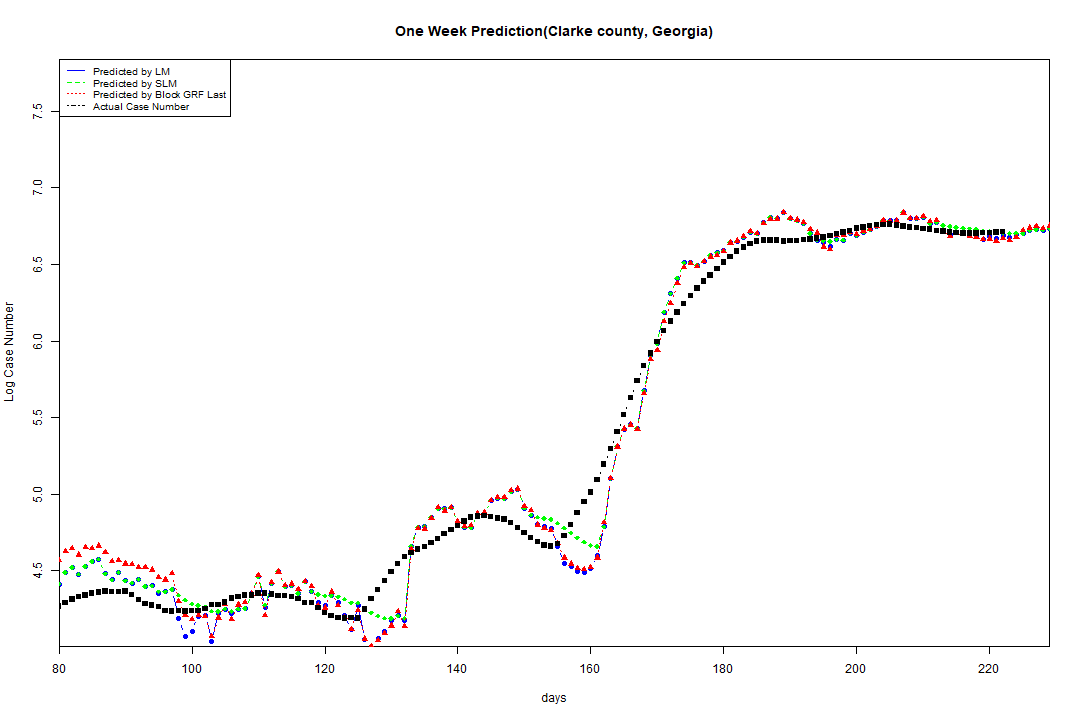 One Week Prediction(Clarke county, Georgia)
Predicted by LM
Predicted by SLM
Predicted by Block GRF Last
Actual Case Number
7.5
7.0
6.5
6.0
5.5
5.0
4.5
Log Case Number
80 100 120 140 160 180 200 220
days